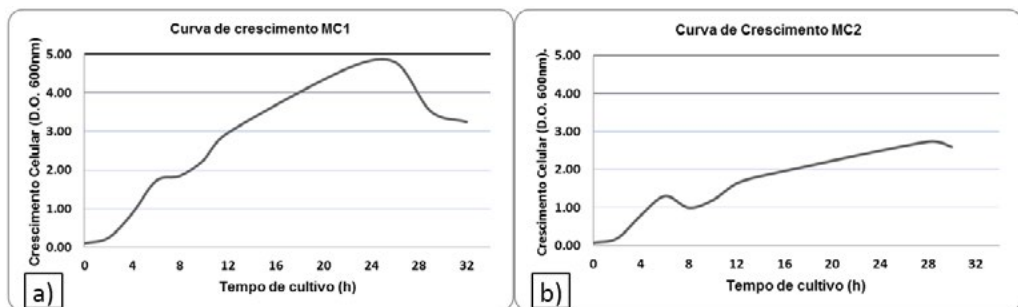 Curva de crescimento MC1
Crescimento Celular (D.O. 600nm)
5.00
4.00
3.00
2.00
1.00
0.00
0 4 8 12 16 20 24 28 32
Tempo de cultivo (h)
a)
Curva de Crescimento MC2
Crescimento Celular (D.O. 600nm).
5.00
4.00
3.00
2.00
1.00
0.00
0 4 8 12 16 20 24 28 32
Tempo de cultivo (h)
b)